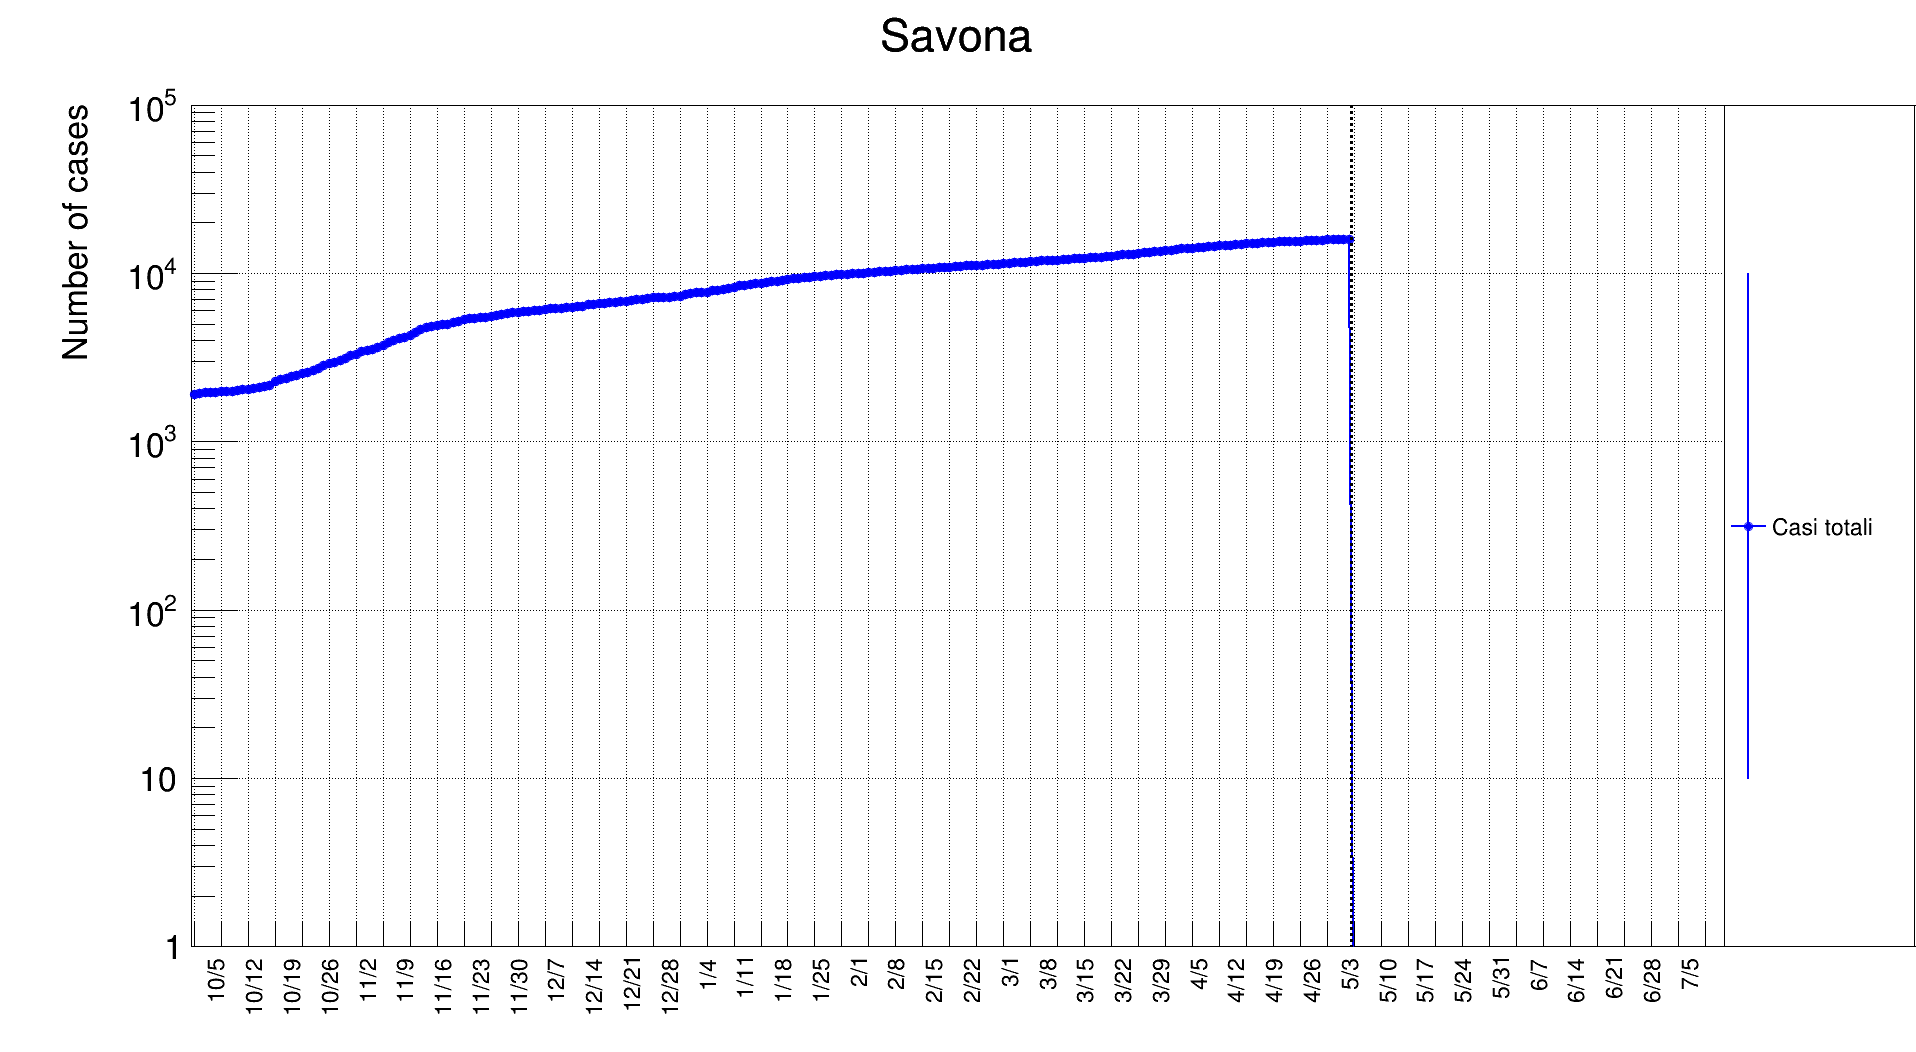 Savona
Number of cases
10^5
10^4
10^3
10^2
10
1
10/5 10/12 10/19 10/26 11/2 11/9 11/16 11/23 11/30 12/7 12/14 12/21 12/28 1/4 1/11 1/18 1/25 2/1 2/8 2/15 2/22 3/1 3/8 3/15 3/22 3/29 4/5 4/12 4/19 4/26 5/3 5/10 5/17 5/24 5/31 6/7 6/14 6/21 6/28 7/5
Casi totali